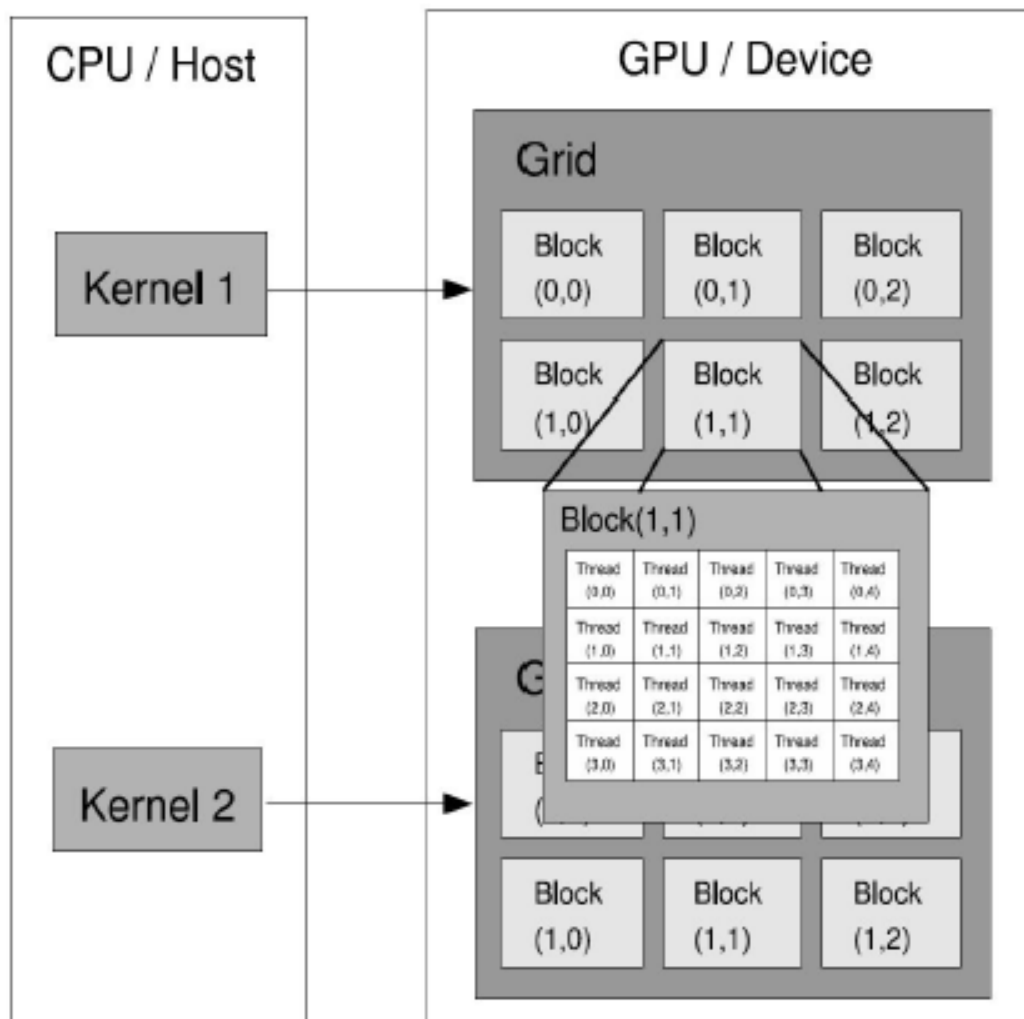 CPU / Host
GPU / Device
Grid
Block
(0,0)
Block
(0,1)
Block
(0,2)
Kernel 1
Block
(1,0)
Block
(1,1)
Block
(1,2)
Block(1,1)
Thread Thread Thread Thread Thread
(0,0) (0,1) (0,2) (0,3) (0,4)
Thread Thread Thread Thread Thread
(1,0) (1,1) (1,2) (1,3) (1,4)
Thread Thread Thread Thread Thread
(2,0) (2,1) (2,2) (2,3) (2,4)
Thread Thread Thread Thread Thread
(3,0) (3,1) (3,2) (3,3) (3,4)
Kernel 2
Block
(1,0)
Block
(1,1)
Block
(1,2)